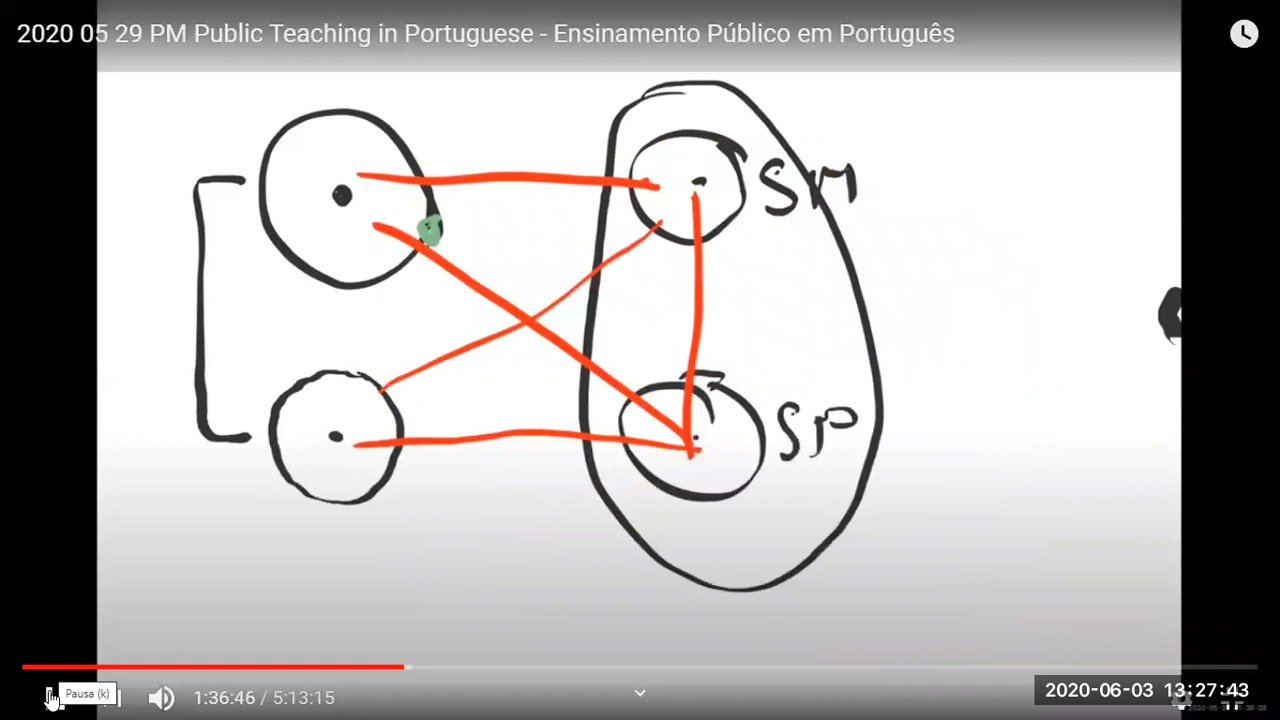 2020 05 29 PM Public Teaching in Portuguese - Ensinamento Público em Português
SM
SP
Pausa (k)
1:36:46 / 5:13:15
2020-06-03 13:27:43